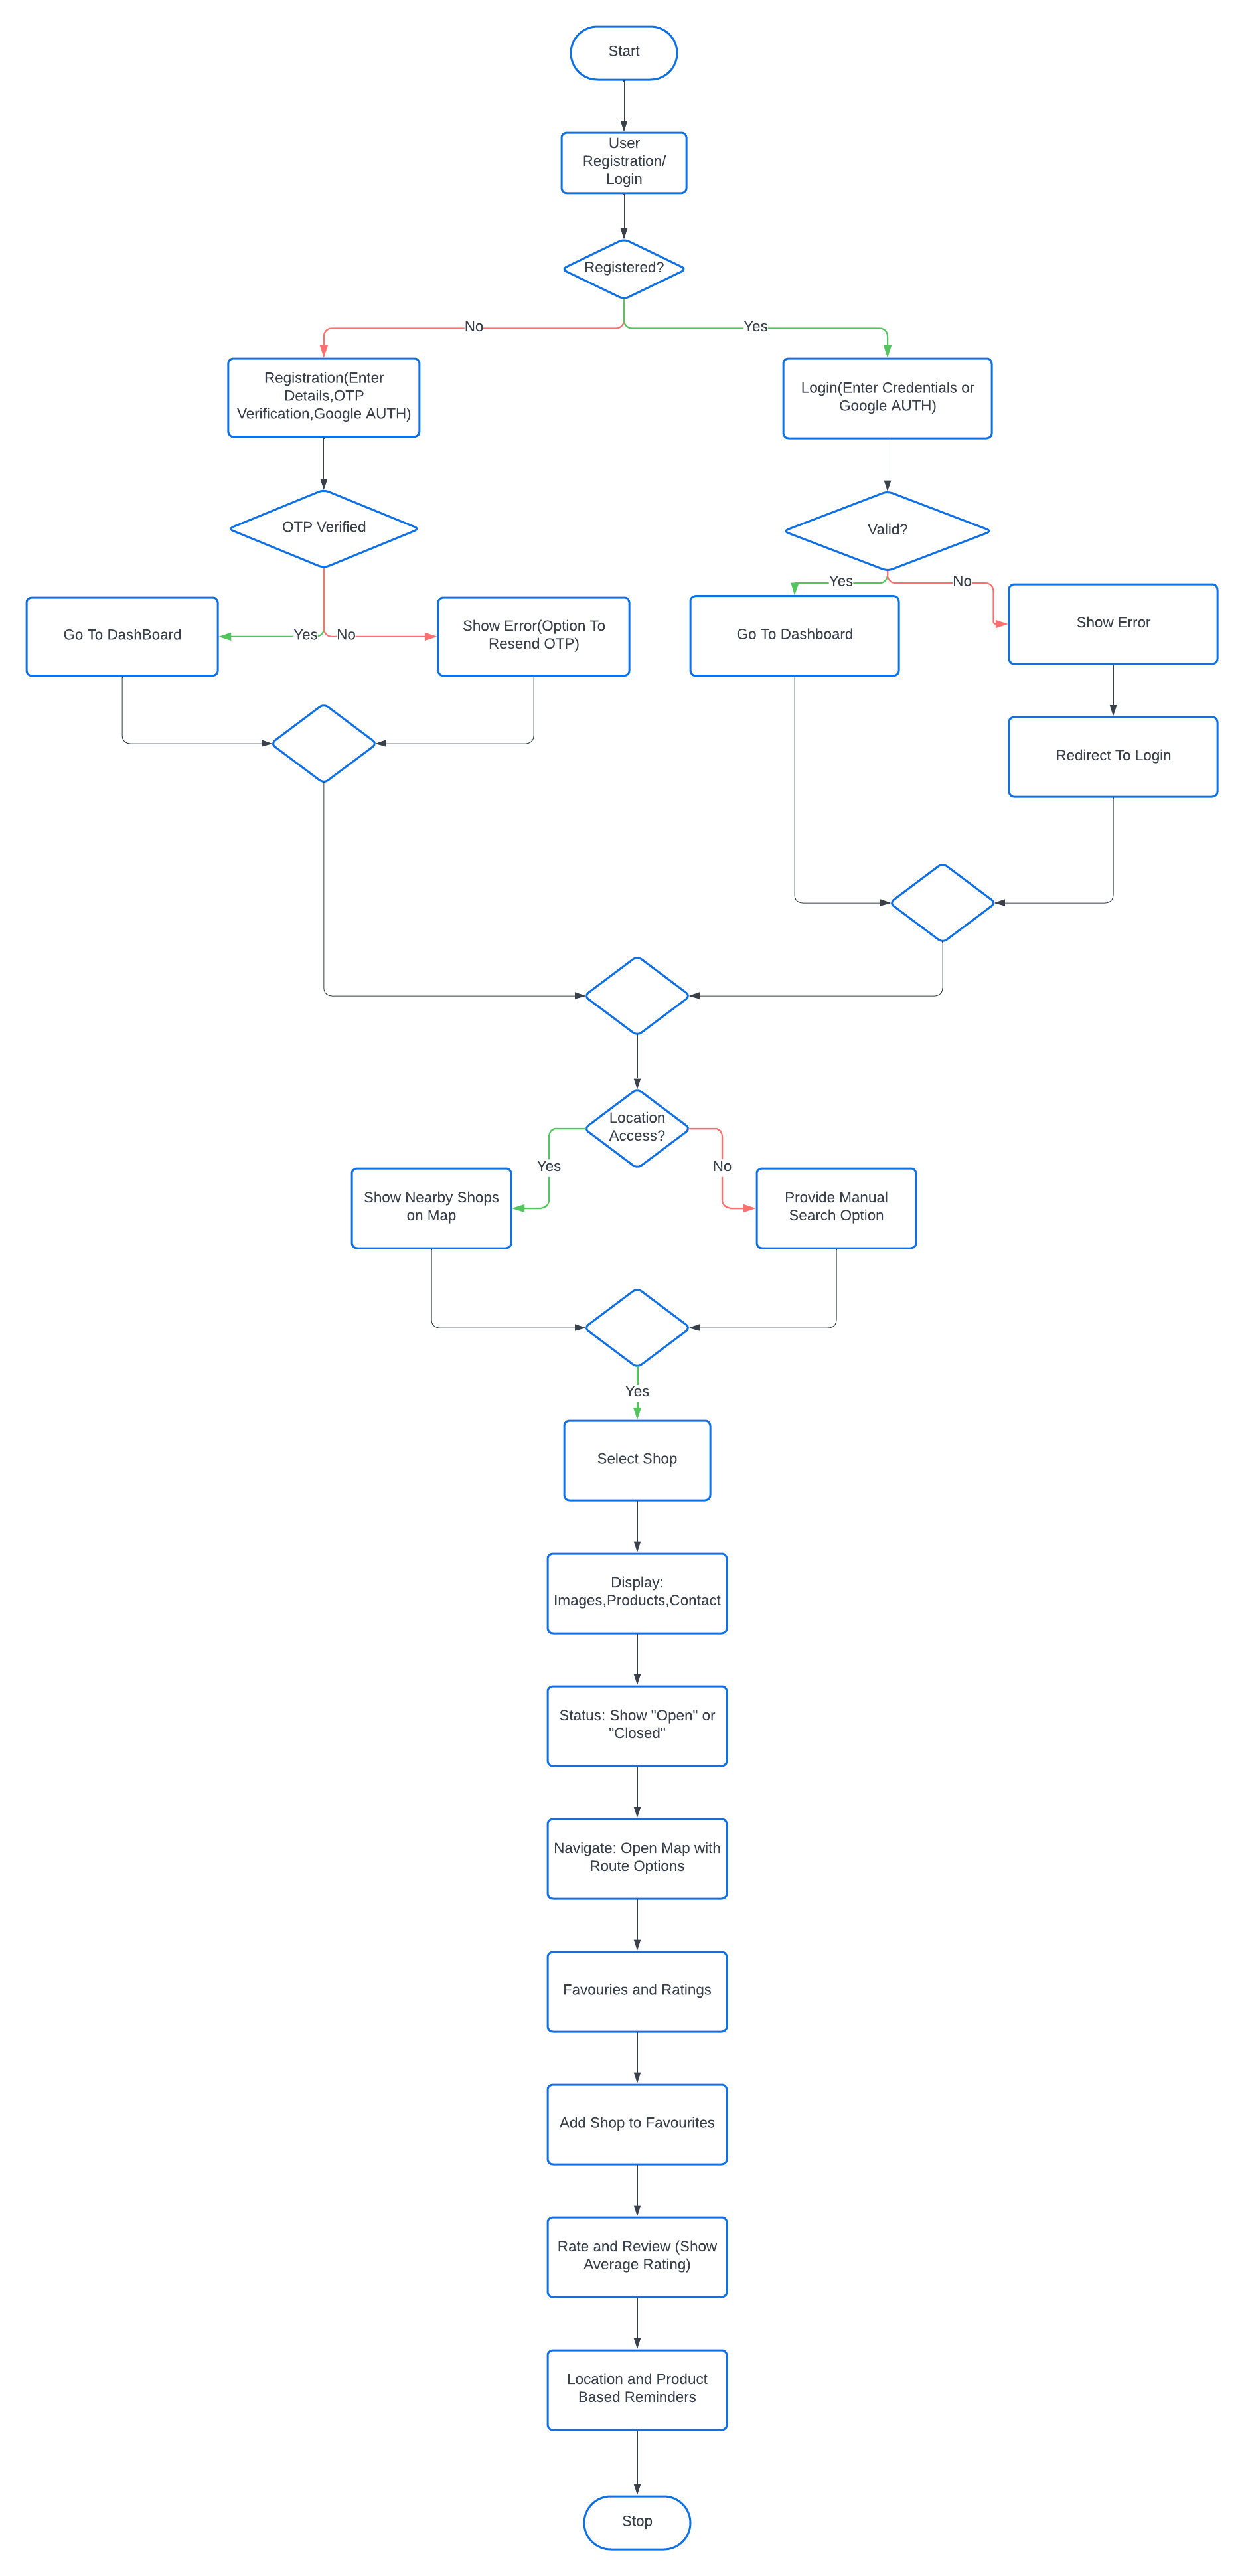 Start
User
Registration/
Login
Registered?
No
Yes
Registration(Enter
Details,OTP
Verification,Google AUTH)
Login(Enter Credentials or
Google AUTH)
OTP Verified
Valid?
Yes
No
Go To DashBoard
Yes
No
Show Error(Option To
Resend OTP)
Go To Dashboard
Show Error
Redirect To Login
Location
Access?
Yes
No
Show Nearby Shops
on Map
Provide Manual
Search Option
Yes
Select Shop
Display:
Images,Products,Contact
Status: Show "Open" or
"Closed"
Navigate: Open Map with
Route Options
Favouries and Ratings
Add Shop to Favourites
Rate and Review (Show
Average Rating)
Location and Product
Based Reminders
Stop